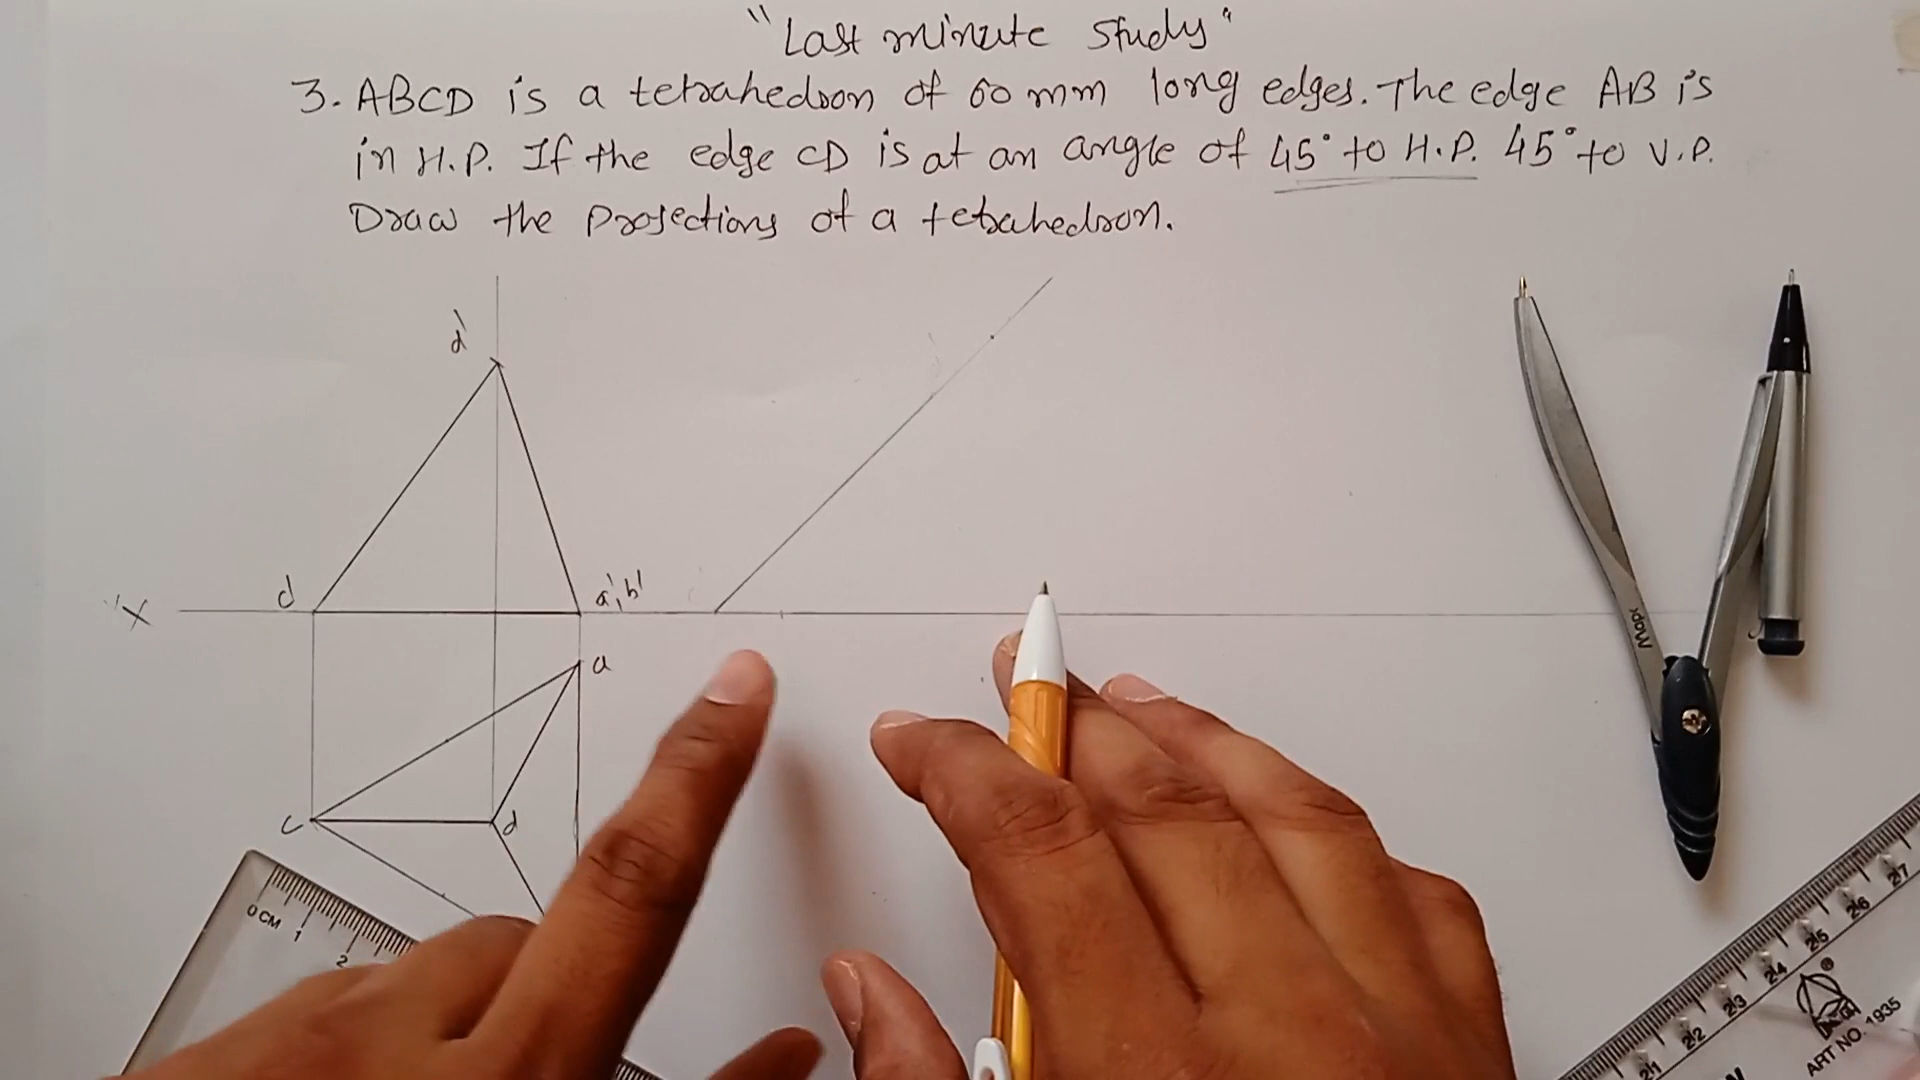 "Last minute study"
3. ABCD is a tetrahedron of 60 mm long edges. The edge AB is
in H.P. If the edge CD is at an angle of 45° to H.P. 45° to V.P.
Draw the projections of a tetrahedron.
d'
d
a', b'
X
a
c
d
0 CM 1 2
Maped
21 22 23 24 25 26 27
ART NO. 1935